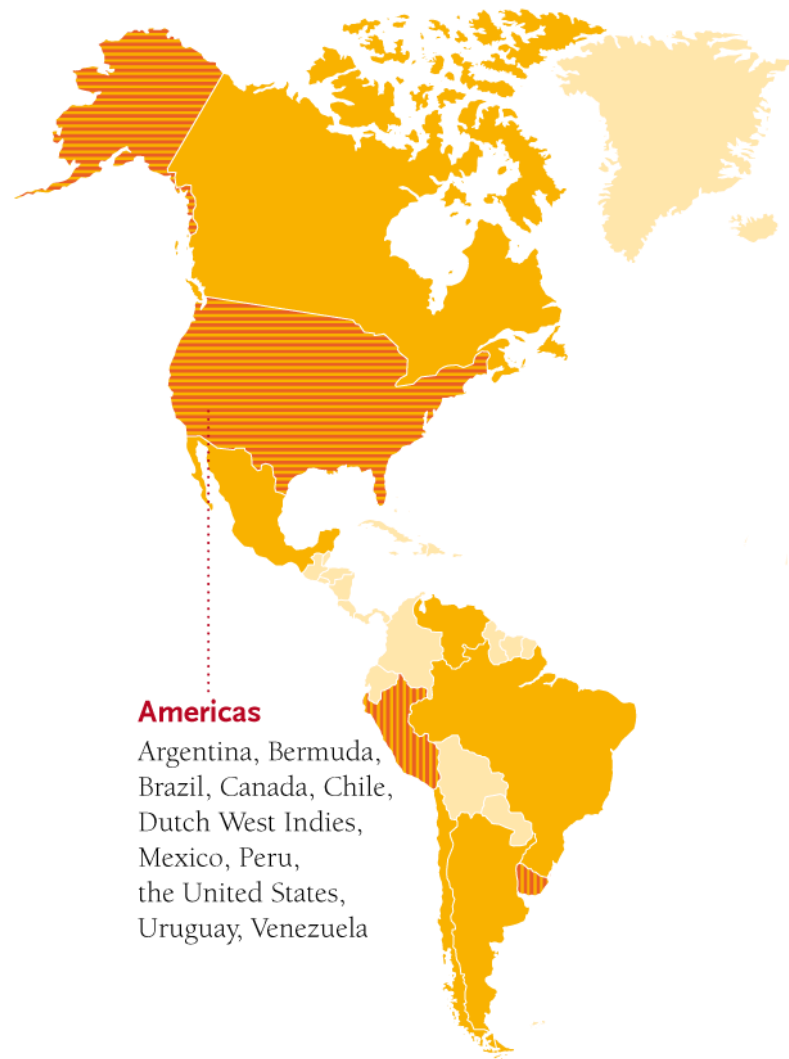 Americas
Argentina, Bermuda,
Brazil, Canada, Chile,
Dutch West Indies,
Mexico, Peru,
the United States,
Uruguay, Venezuela